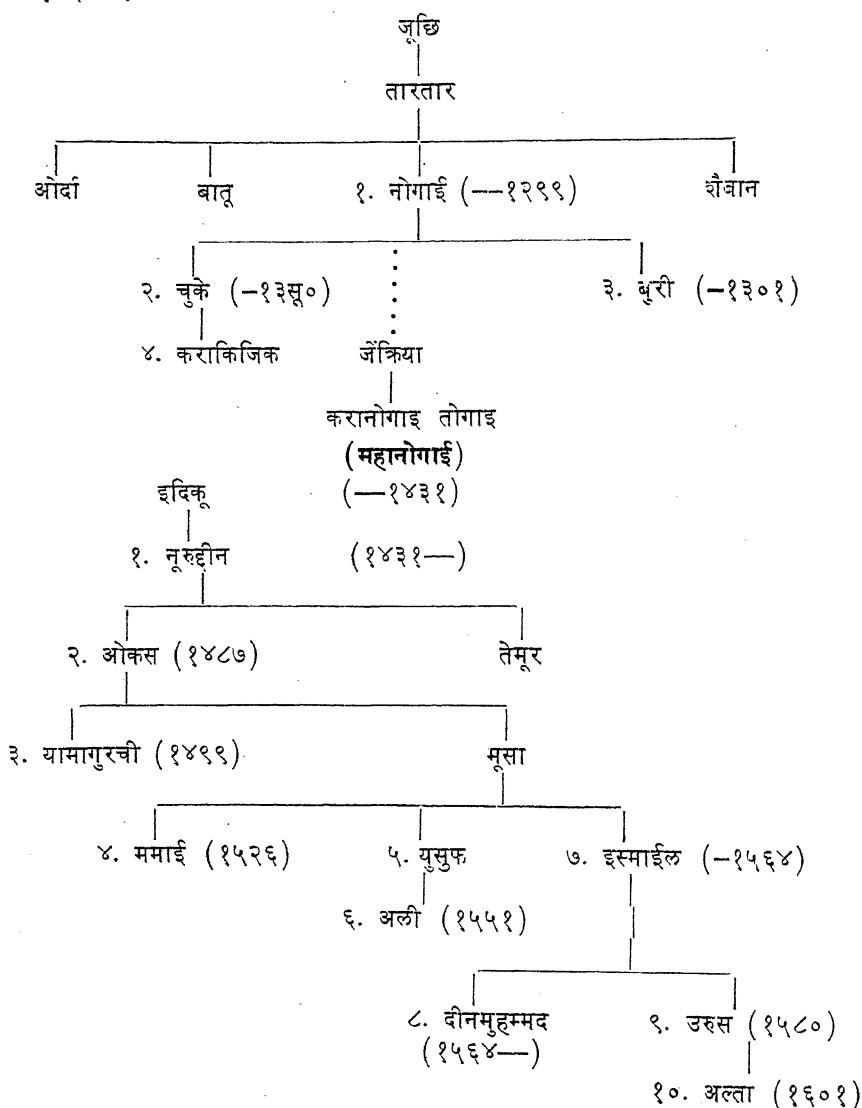 जूछि
तारतार
ओर्दा बातू १. नोगाई (—१२९९) शैबान
२. चुके (-१३सू०) ३. बुरी (-१३०१)
४. कराकिजिक जेंक्रिया
करानोगाइ तोगाइ
(महानोगाई)
इदिकू (—१४३१)
१. नूरुद्दीन (१४३१—)
२. ओकस (१४८७) तेमूर
३. यामागुरची (१४९९) मूसा
४. ममाई (१५२६) ५. युसुफ ७. इस्माईल (-१५६४)
६. अली (१५५१)
८. दीनमुहम्मद ९. उरुस (१५८०)
(१५६४—)
१०. अल्ता (१६०१)